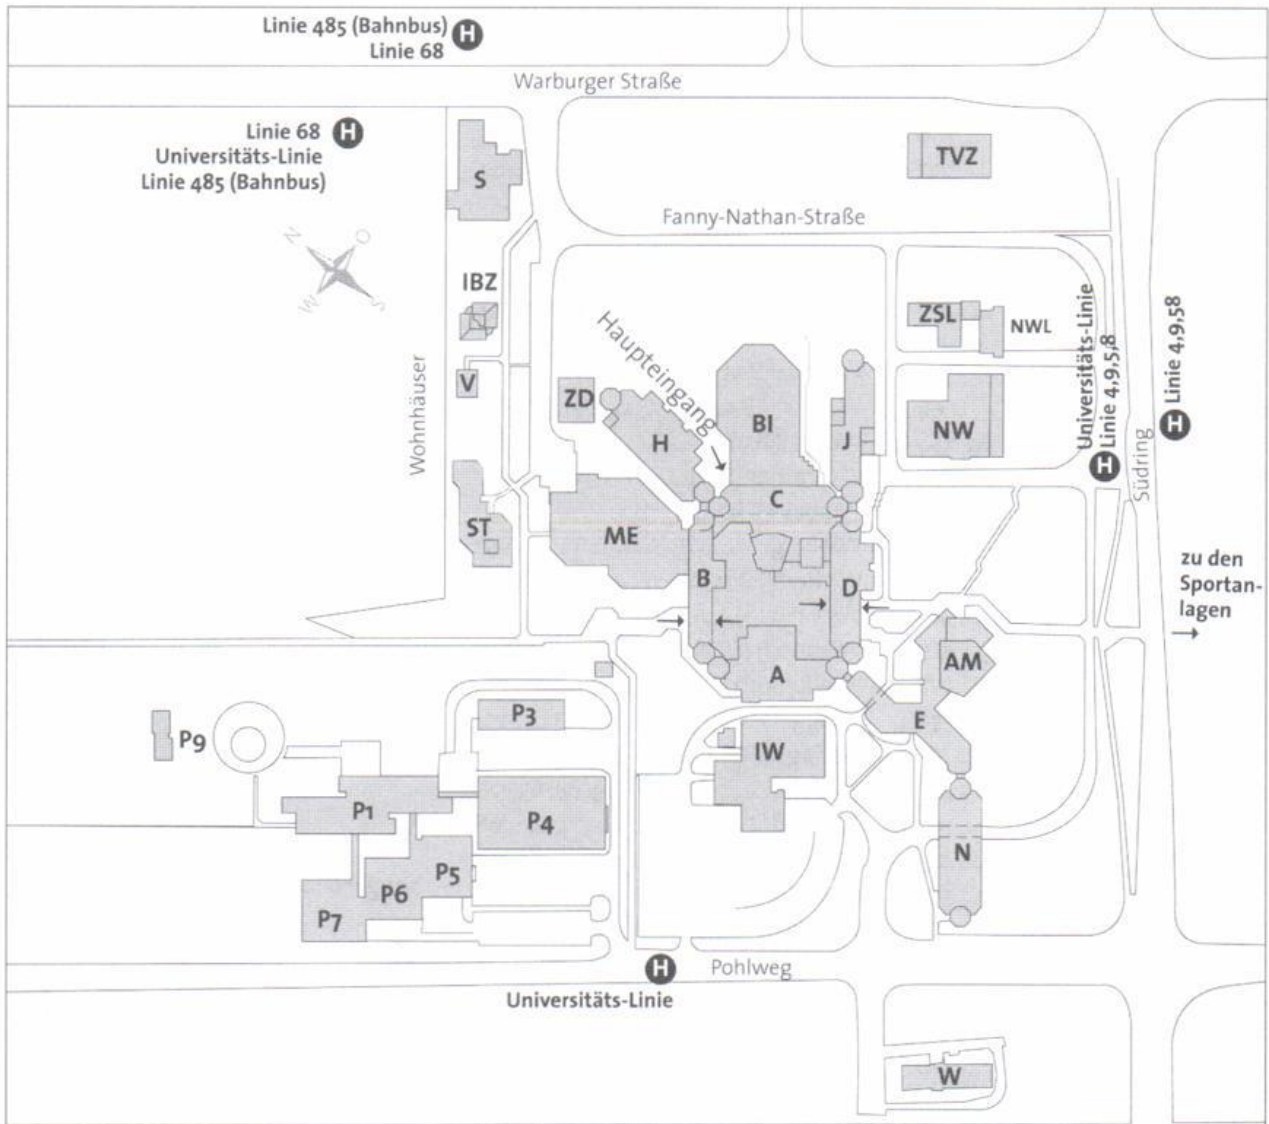 Linie 485 (Bahnbus)
Linie 68
H
Warburger Straße
Linie 68
H
Universitäts-Linie
Linie 485 (Bahnbus)
S
TVZ
Fanny-Nathan-Straße
N
O
W
S
IBZ
ZSL
NWL
Universitäts-Linie
Linie 4,9,5,8
H
Linie 4,9,58
H
Südring
Haupteingang
Wohnhäuser
V
ZD
H
BI
J
NW
C
ST
ME
B
D
zu den
Sportan-
lagen
A
AM
E
P3
P9
IW
P1
P4
N
P5
P6
P7
H
Pohlweg
Universitäts-Linie
W